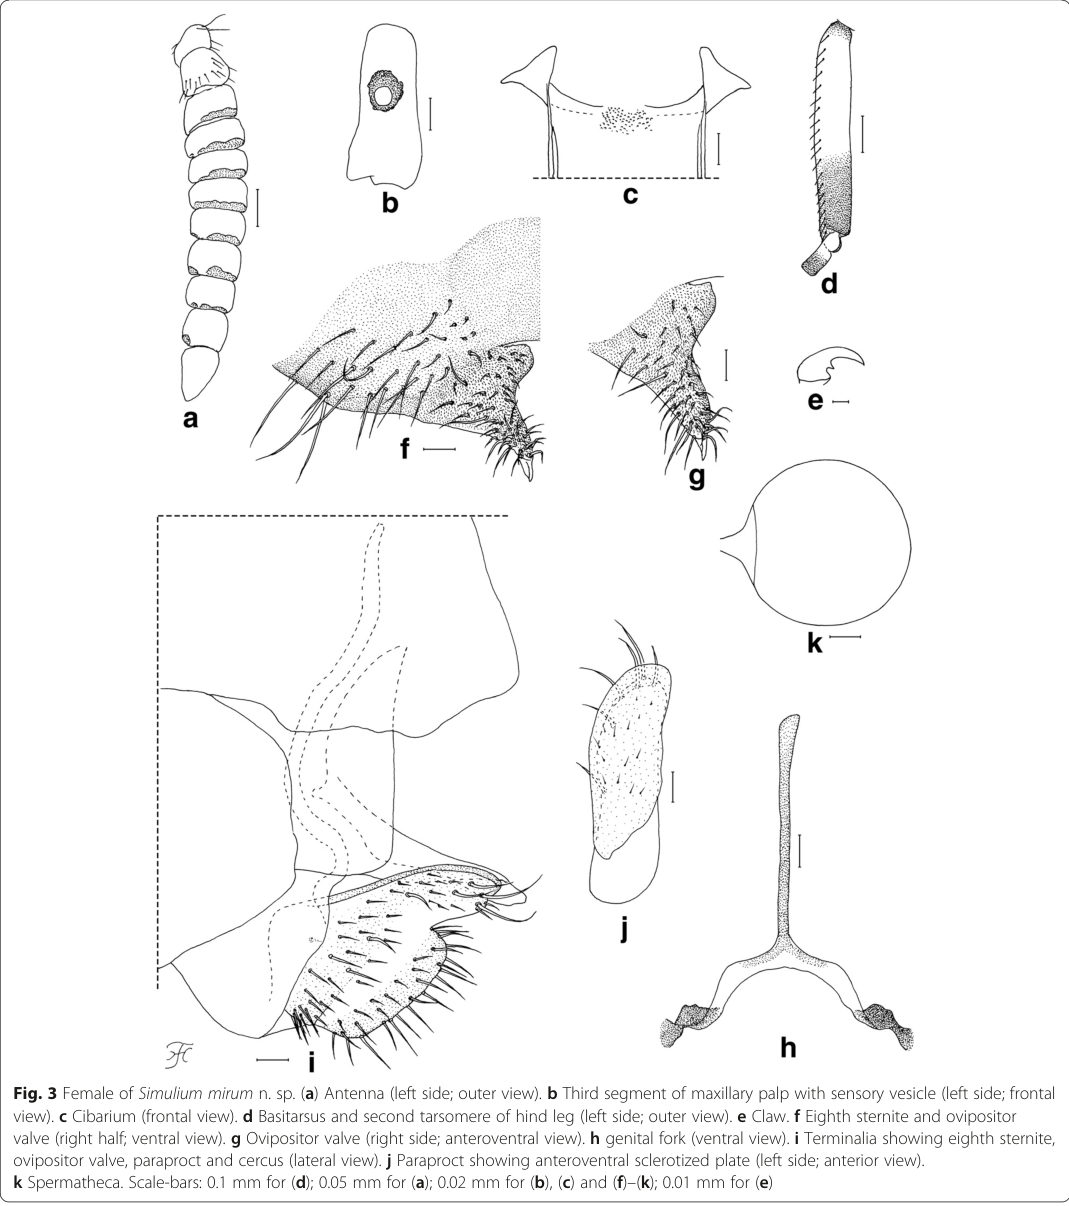 a
b
c
d
e
f
g
k
j
h
i
Fig. 3 Female of Simulium mirum n. sp. (a) Antenna (left side; outer view). b Third segment of maxillary palp with sensory vesicle (left side; frontal
view). c Cibarium (frontal view). d Basitarsus and second tarsomere of hind leg (left side; outer view). e Claw. f Eighth sternite and ovipositor
valve (right half; ventral view). g Ovipositor valve (right side; anteroventral view). h genital fork (ventral view). i Terminalia showing eighth sternite,
ovipositor valve, paraproct and cercus (lateral view). j Paraproct showing anteroventral sclerotized plate (left side; anterior view).
k Spermatheca. Scale-bars: 0.1 mm for (d); 0.05 mm for (a); 0.02 mm for (b), (c) and (f)–(k); 0.01 mm for (e)